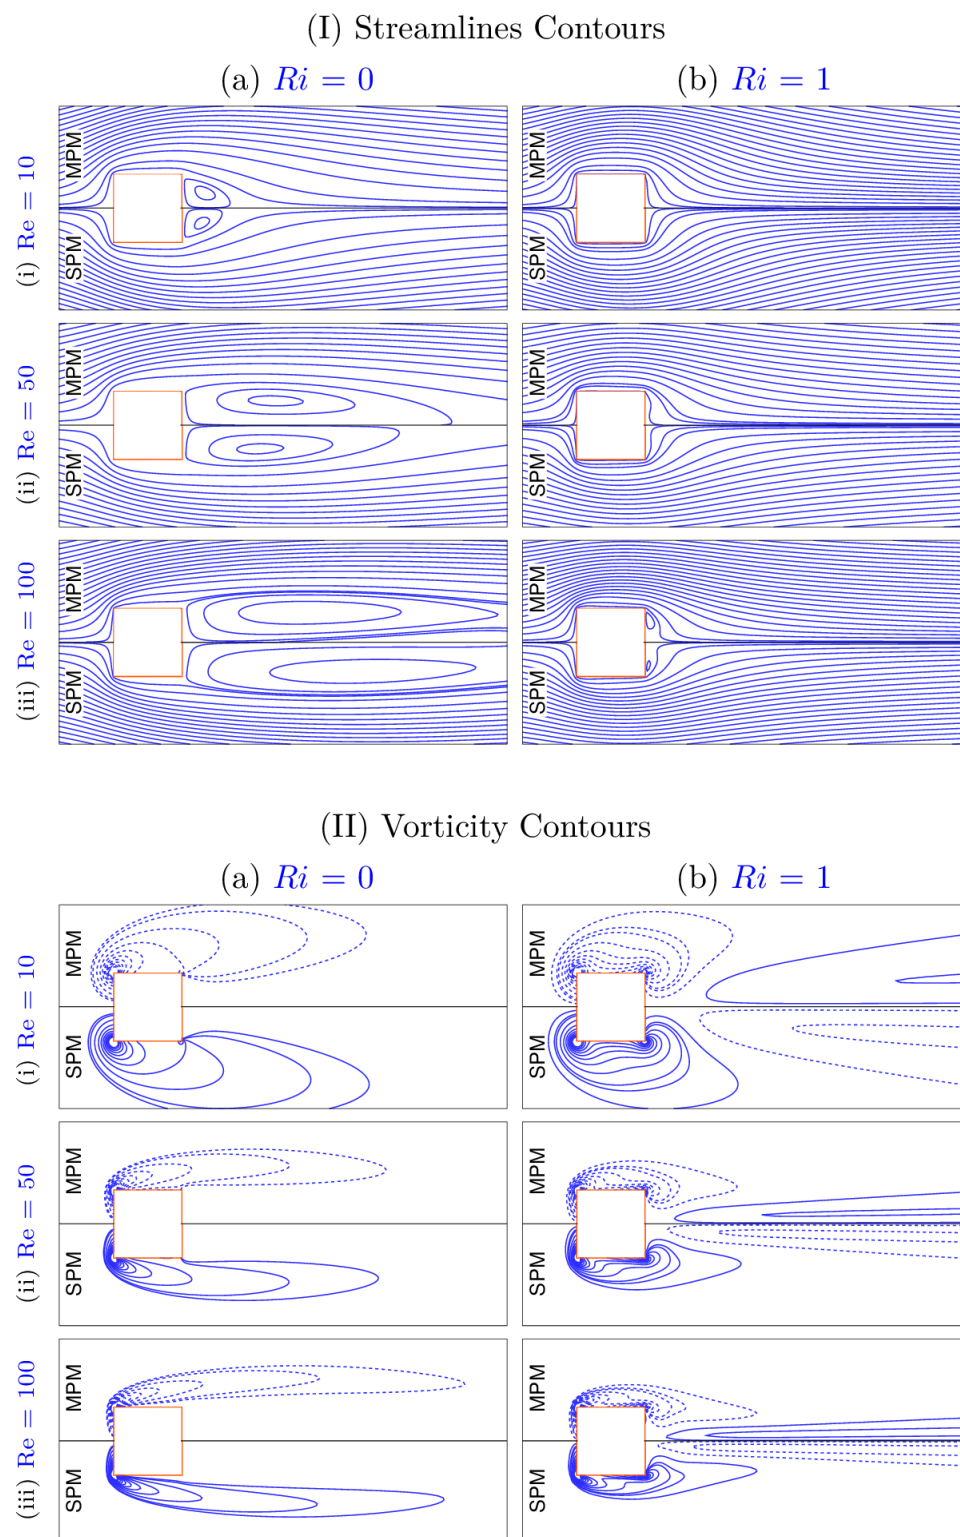 (I) Streamlines Contours
(a) Ri = 0
(b) Ri = 1
(i) Re = 10
MPM
SPM
MPM
SPM
(ii) Re = 50
MPM
SPM
MPM
SPM
(iii) Re = 100
MPM
SPM
MPM
SPM
(II) Vorticity Contours
(a) Ri = 0
(b) Ri = 1
(i) Re = 10
MPM
SPM
MPM
SPM
(ii) Re = 50
MPM
SPM
MPM
SPM
(iii) Re = 100
MPM
SPM
MPM
SPM